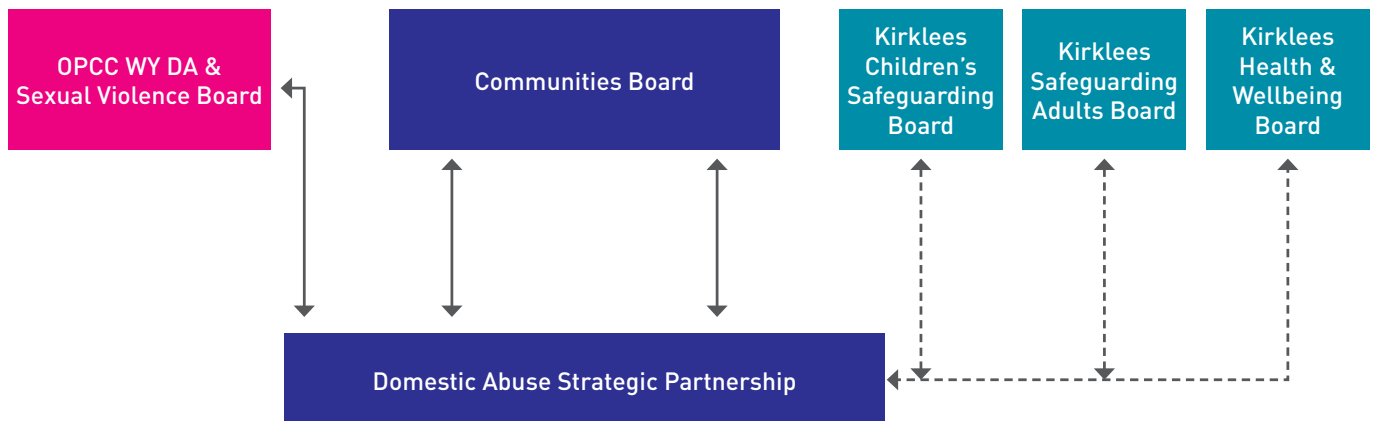 OPCC WY DA &
Sexual Violence Board
Communities Board
Kirklees
Children’s
Safeguarding
Board
Kirklees
Safeguarding
Adults Board
Kirklees
Health &
Wellbeing
Board
Domestic Abuse Strategic Partnership